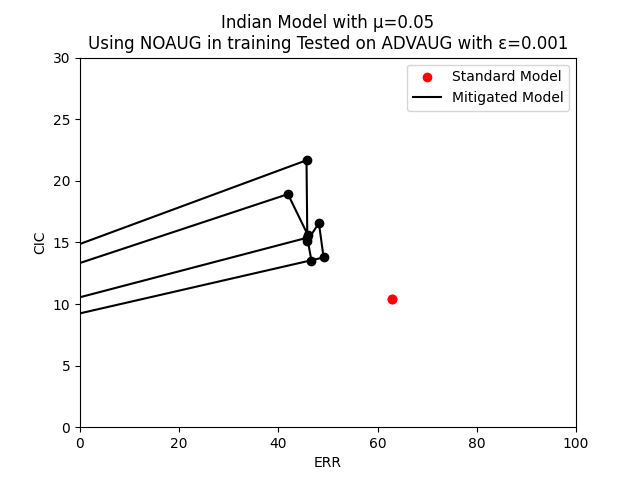 Indian Model with μ=0.05
Using NOAUG in training Tested on ADVAUG with ε=0.001
Standard Model
Mitigated Model
30
25
20
15
10
5
0
CIC
0 20 40 60 80 100
ERR